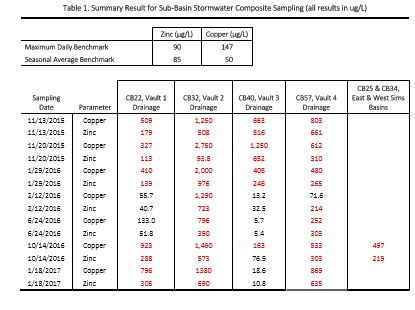 Table 1. Summary Result for Sub-Basin Stormwater Composite Sampling (all results in ug/L)
Zinc (µg/L) Copper (µg/L)
Maximum Daily Benchmark 90 147
Seasonal Average Benchmark 85 50
Sampling Date Parameter CB22, Vault 1 Drainage CB32, Vault 2 Drainage CB40, Vault 3 Drainage CB57, Vault 4 Drainage CB25 & CB34, East & West Sims Basins
11/13/2015 Copper 509 1,250 663 803
11/13/2015 Zinc 179 508 516 661
11/20/2015 Copper 327 2,750 1,250 612
11/20/2015 Zinc 113 93.8 652 310
1/29/2016 Copper 410 2,000 405 480
1/29/2016 Zinc 139 976 246 265
2/12/2016 Copper 55.7 1,290 13.2 71.6
2/12/2016 Zinc 40.7 723 32.5 214
6/24/2016 Copper 133.0 796 5.7 252
6/24/2016 Zinc 51.8 390 5.4 303
10/14/2016 Copper 923 1,490 163 533 497
10/14/2016 Zinc 288 573 76.9 303 219
1/18/2017 Copper 796 1380 18.6 869
1/18/2017 Zinc 305 690 10.8 635